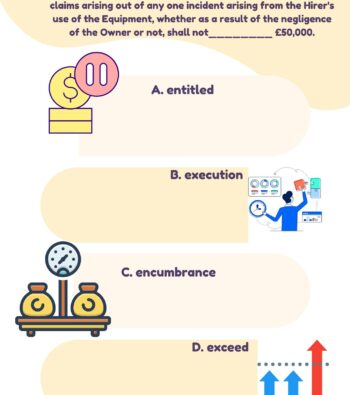 claims arising out of any one incident arising from the Hirer's
use of the Equipment, whether as a result of the negligence
of the Owner or not, shall not________ £50,000.
A. entitled
B. execution
C. encumbrance
D. exceed